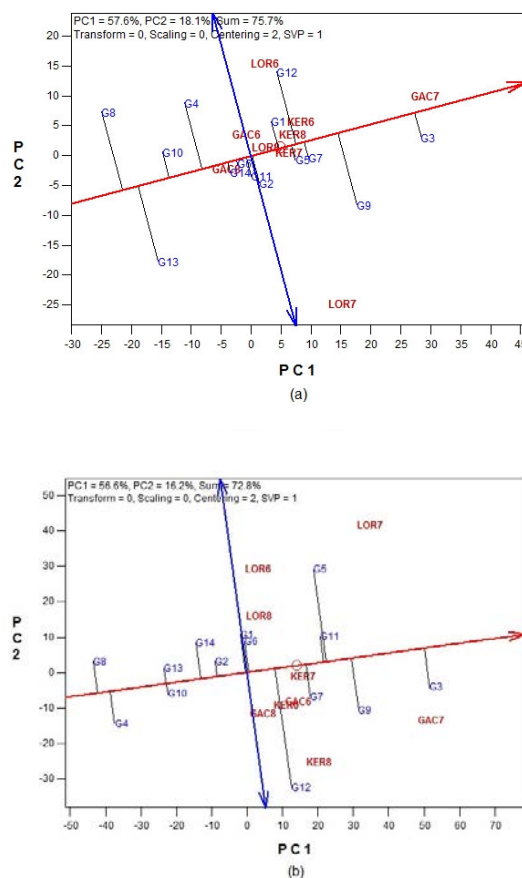 PC1 = 57.6%, PC2 = 18.1%, Sum = 75.7%
Transform = 0, Scaling = 0, Centering = 2, SVP = 1
20
15
10
5
0
-5
-10
-15
-20
-25
PC2
LOR6
G12
GAC7
G8
G4
G1
KER6
GAC6
KER8
G3
G10
KER7
G5
G7
G14
G11
G2
G9
G13
LOR7
-30 -25 -20 -15 -10 -5 0 5 10 15 20 25 30 35 40 45
PC1
(a)
PC1 = 56.6%, PC2 = 16.2%, Sum = 72.8%
Transform = 0, Scaling = 0, Centering = 2, SVP = 1
50
40
30
20
10
0
-10
-20
-30
PC2
LOR7
LOR6
G5
LOR8
G1
G6
G11
G14
G8
G13
G2
KER7
G10
G3
G7
GAC6
KER6
GAC8
G9
GAC7
G4
KER8
G12
-50 -40 -30 -20 -10 0 10 20 30 40 50 60 70
PC1
(b)